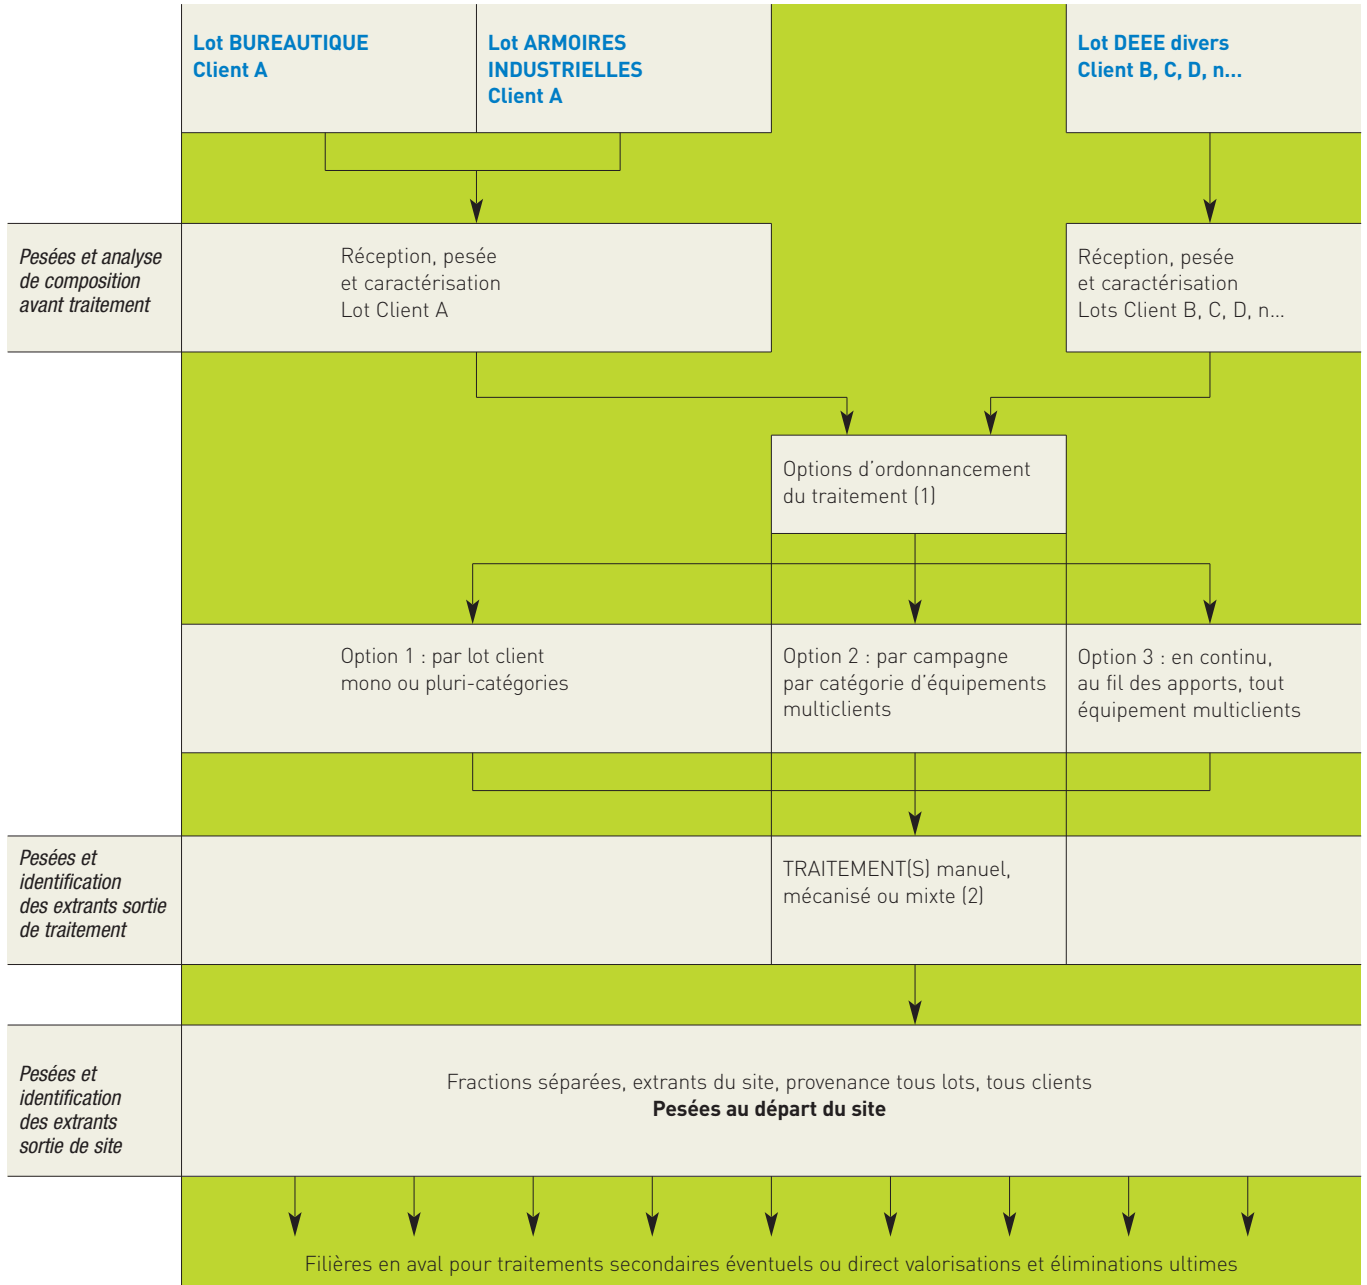 Lot BUREAUTIQUE
Client A
Lot ARMOIRES
INDUSTRIELLES
Client A
Lot DEEE divers
Client B, C, D, n...
Pesées et analyse
de composition
avant traitement
Réception, pesée
et caractérisation
Lot Client A
Réception, pesée
et caractérisation
Lots Client B, C, D, n...
Options d'ordonnancement
du traitement (1)
Option 1 : par lot client
mono ou pluri-catégories
Option 2 : par campagne
par catégorie d'équipements
multiclients
Option 3 : en continu,
au fil des apports, tout
équipement multiclients
Pesées et
identification
des extrants sortie
de traitement
TRAITEMENT(S) manuel,
mécanisé ou mixte (2)
Pesées et
identification
des extrants
sortie de site
Fractions séparées, extrants du site, provenance tous lots, tous clients
Pesées au départ du site
Filières en aval pour traitements secondaires éventuels ou direct valorisations et éliminations ultimes